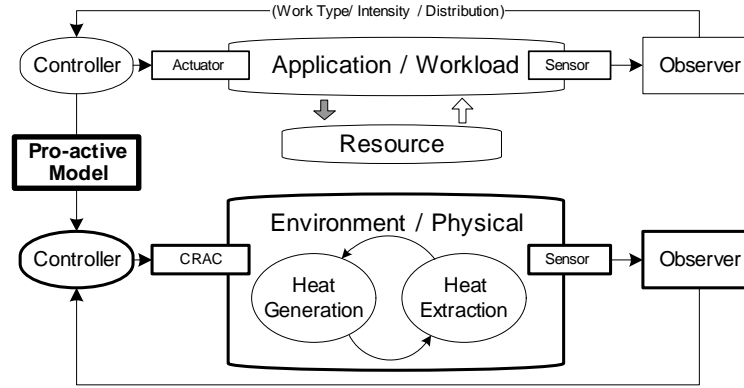 (Work Type/ Intensity / Distribution)
Controller
Actuator
Application / Workload
Sensor
Observer
Resource
Pro-active
Model
Environment / Physical
Controller
CRAC
Sensor
Observer
Heat
Generation
Heat
Extraction